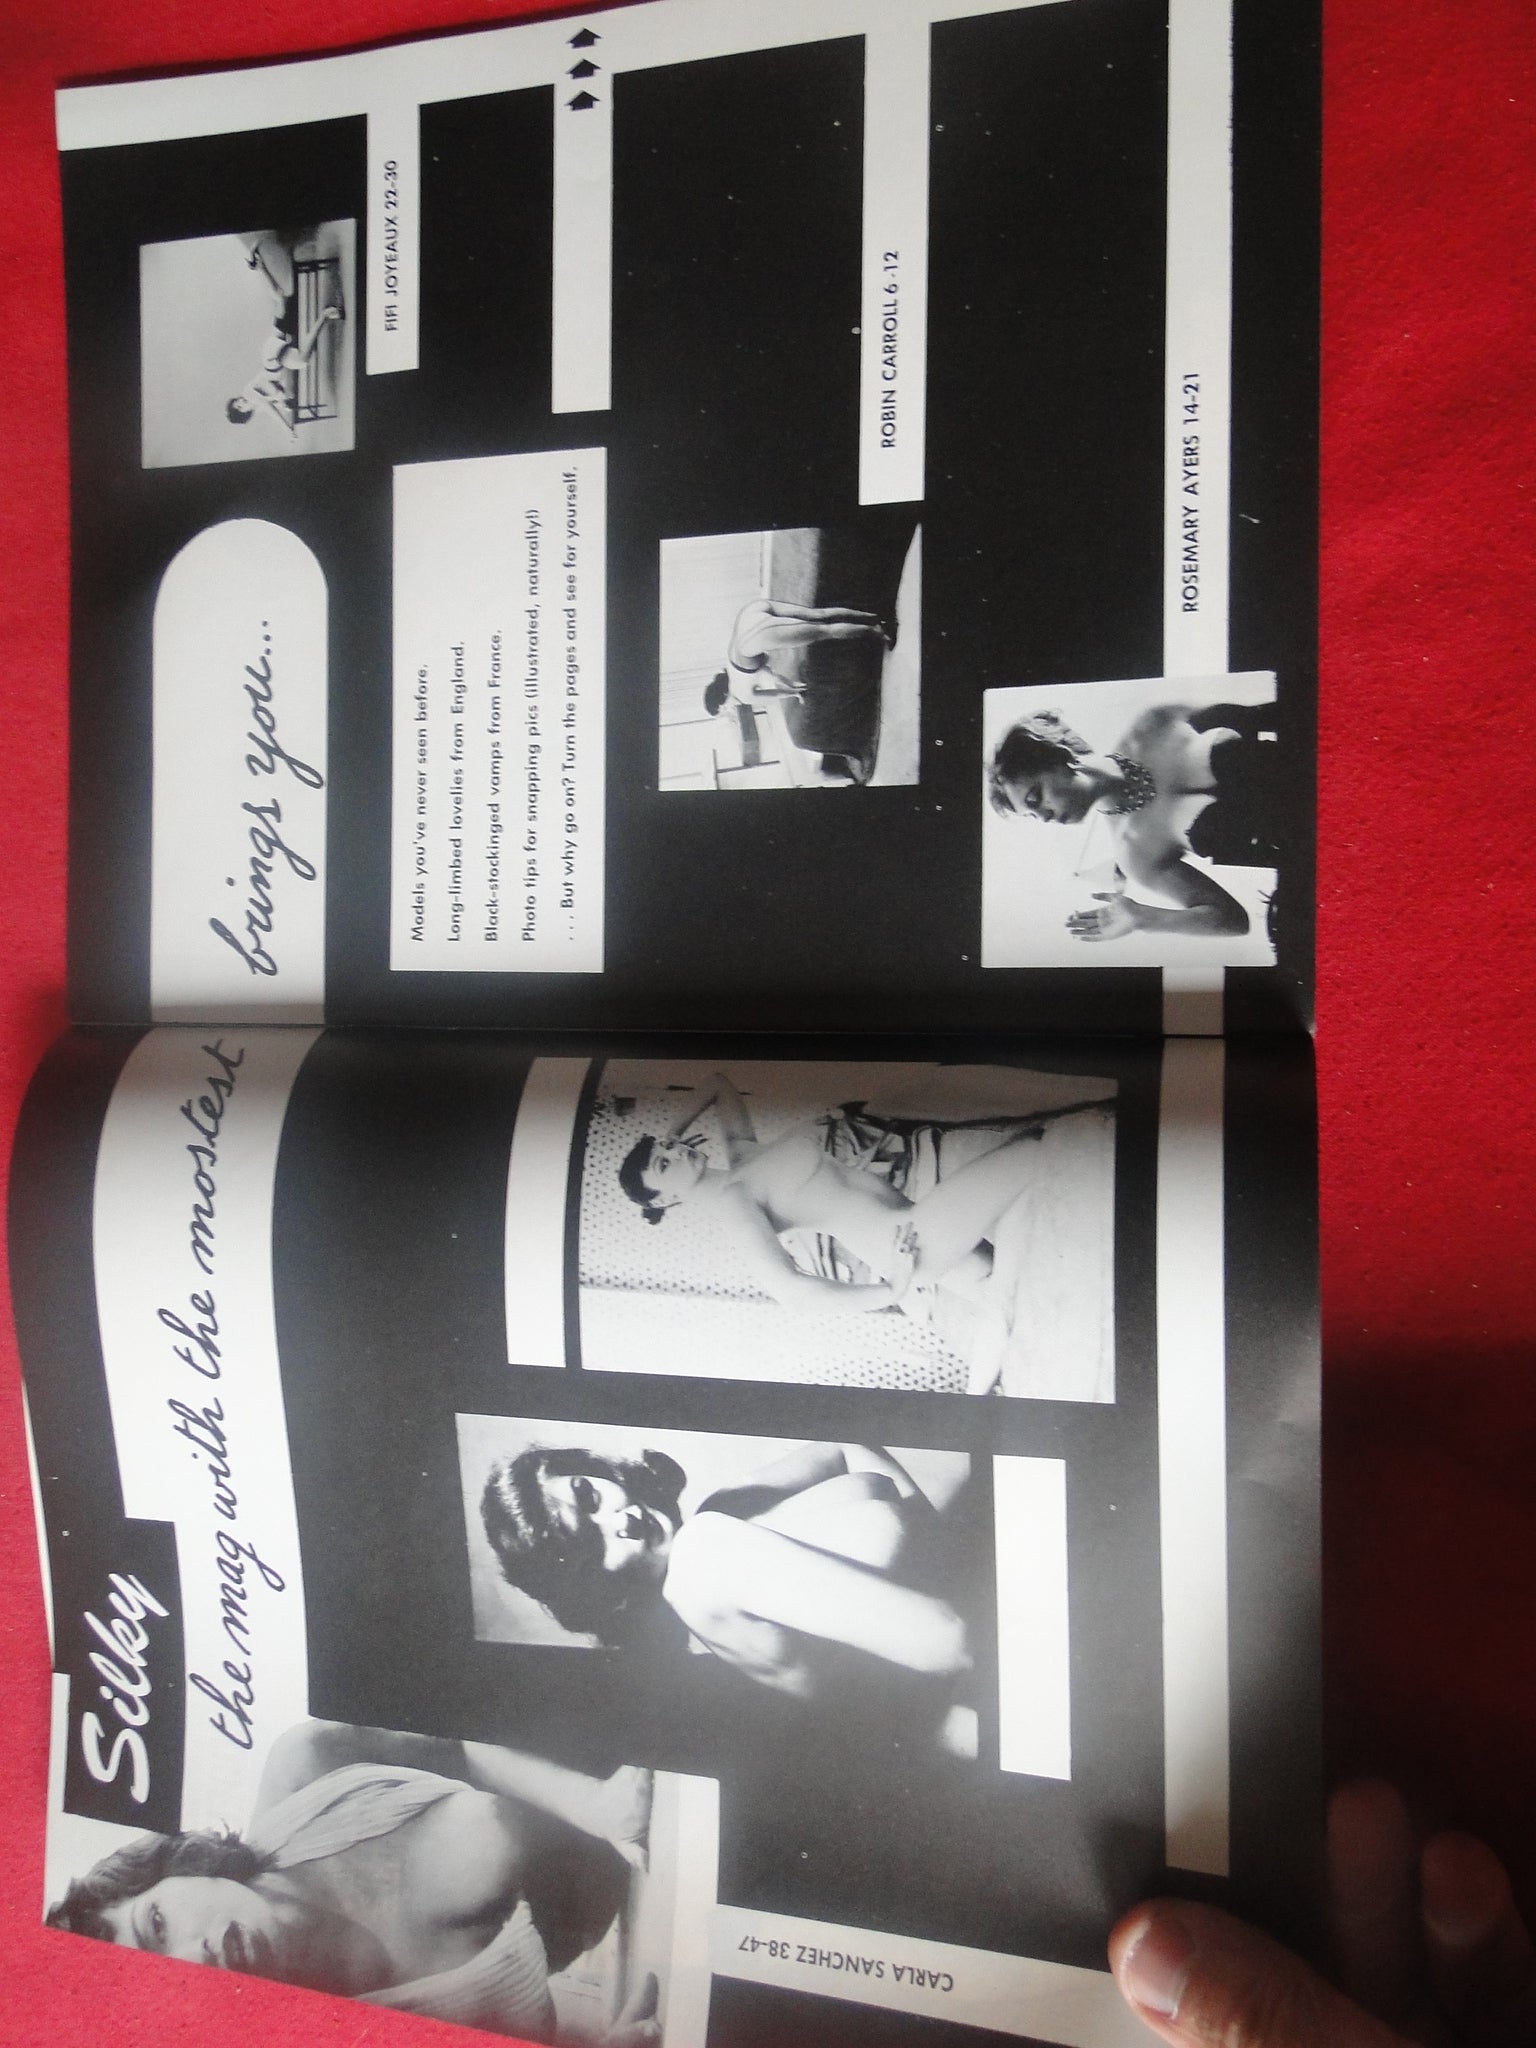 Silky
the mag with the mostest
brings you...
Models you've never seen before.
Long-limbed lovelies from England.
Black-stockinged vamps from France.
Photo tips for snapping pics (illustrated, naturally!)
... But why go on? Turn the pages and see for yourself.
FIFI JOYEAUX 22-30
ROBIN CARROLL 6-12
ROSEMARY AYERS 14-21
CARLA SANCHEZ 38-47